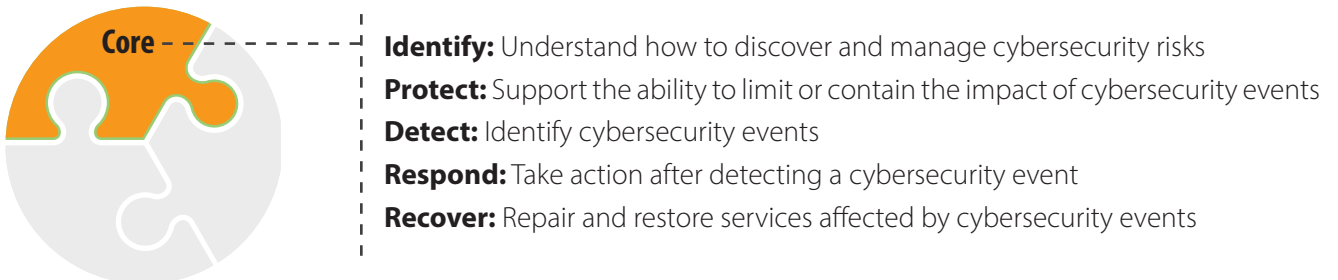 Core
Identify: Understand how to discover and manage cybersecurity risks
Protect: Support the ability to limit or contain the impact of cybersecurity events
Detect: Identify cybersecurity events
Respond: Take action after detecting a cybersecurity event
Recover: Repair and restore services affected by cybersecurity events